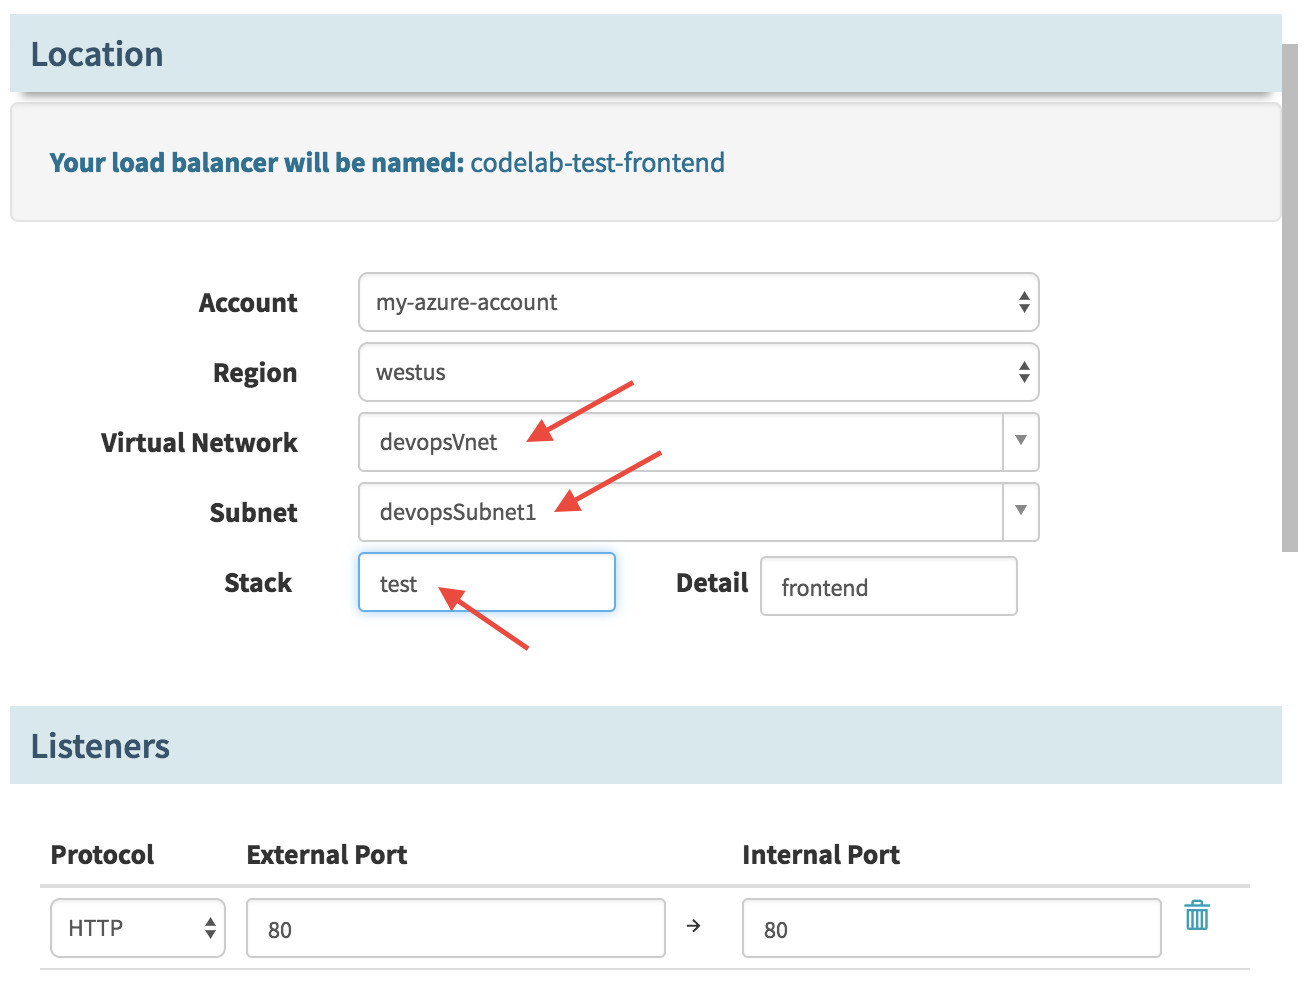 Location
Your load balancer will be named: codelab-test-frontend
Account my-azure-account
Region westus
Virtual Network devopsVnet
Subnet devopsSubnet1
Stack test Detail frontend
Listeners
Protocol External Port Internal Port
HTTP 80 → 80